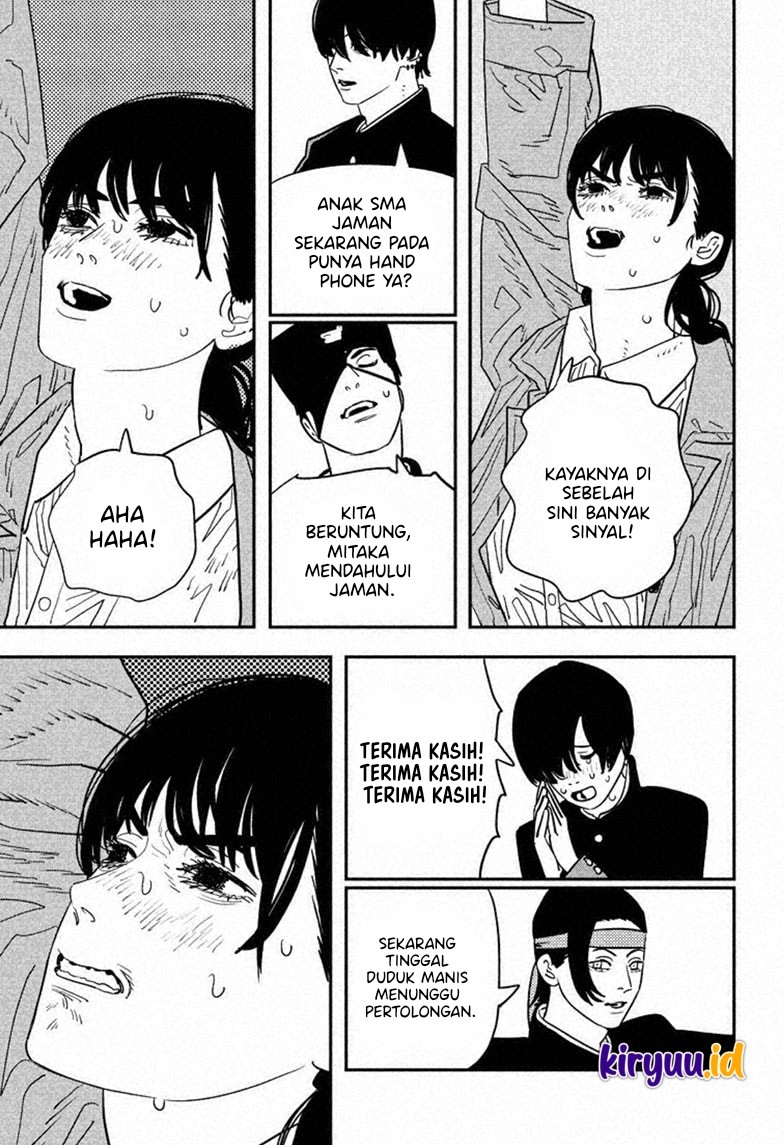 KAYAKNYA DI
SEBELAH
SINI BANYAK
SINYAL!
ANAK SMA
JAMAN
SEKARANG PADA
PUNYA HAND
PHONE YA?
KITA
BERUNTUNG,
MITAKA
MENDAHULUI
JAMAN.
AHA
HAHA!
TERIMA KASIH!
TERIMA KASIH!
TERIMA KASIH!
SEKARANG
TINGGAL
DUDUK MANIS
MENUNGGU
PERTOLONGAN.
kiryuu.id